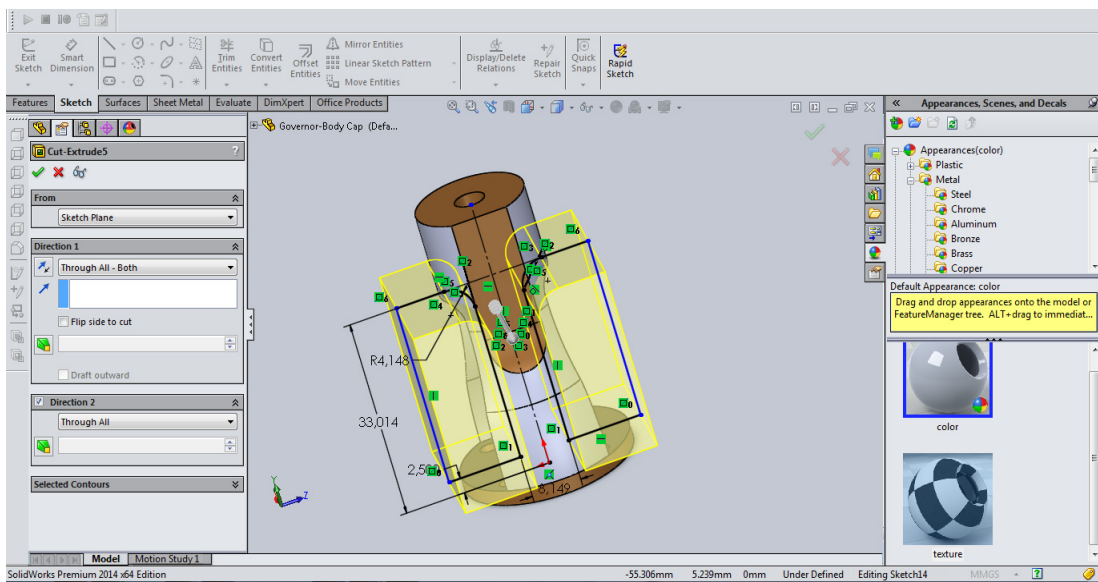 Exit Sketch
Smart Dimension
Trim Entities
Convert Entities
Offset Entities
Mirror Entities
Linear Sketch Pattern
Move Entities
Display/Delete Relations
Repair Sketch
Quick Snaps
Rapid Sketch
Features Sketch Surfaces Sheet Metal Evaluate DimXpert Office Products
Governor-Body Cap (Defa...
Cut-Extrude5 ?
From
Sketch Plane
Direction 1
Through All - Both
Flip side to cut
Draft outward
Direction 2
Through All
Selected Contours
R4,148
33,014
8,149
Y
Z
Appearances, Scenes, and Decals
Appearances(color)
Plastic
Metal
Steel
Chrome
Aluminum
Bronze
Brass
Copper
Default Appearance: color
Drag and drop appearances onto the model or
FeatureManager tree. ALT+drag to immediat...
color
texture
Model Motion Study 1
SolidWorks Premium 2014 x64 Edition
-55.306mm 5.239mm 0mm Under Defined Editing Sketch14 MMGS ?